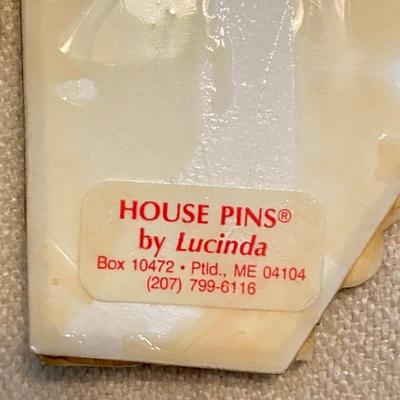 HOUSE PINS®
by Lucinda
Box 10472 • Ptld., ME 04104
(207) 799-6116